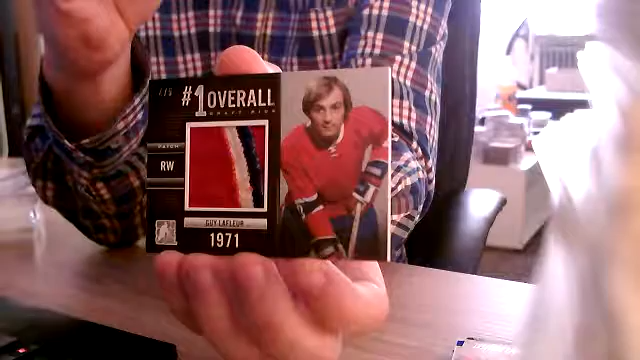 #1 OVERALL
DRAFT PICK
PATCH
RW
GUY LAFLEUR
1971